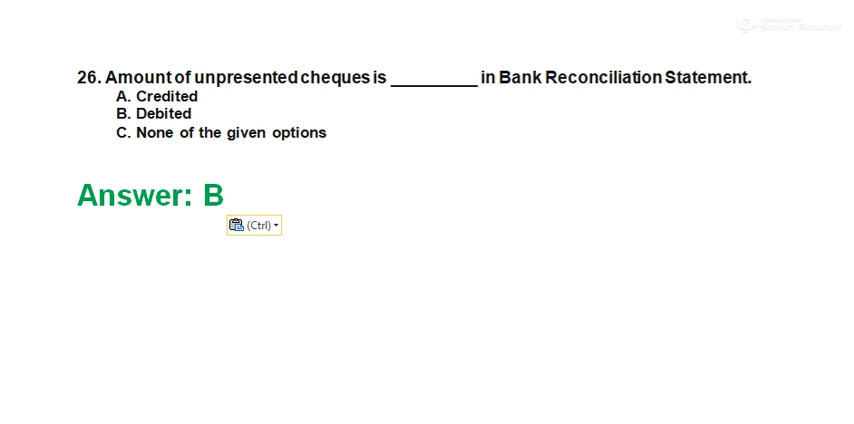 26. Amount of unpresented cheques is _________ in Bank Reconciliation Statement.
A. Credited
B. Debited
C. None of the given options
Answer: B
(Ctrl)